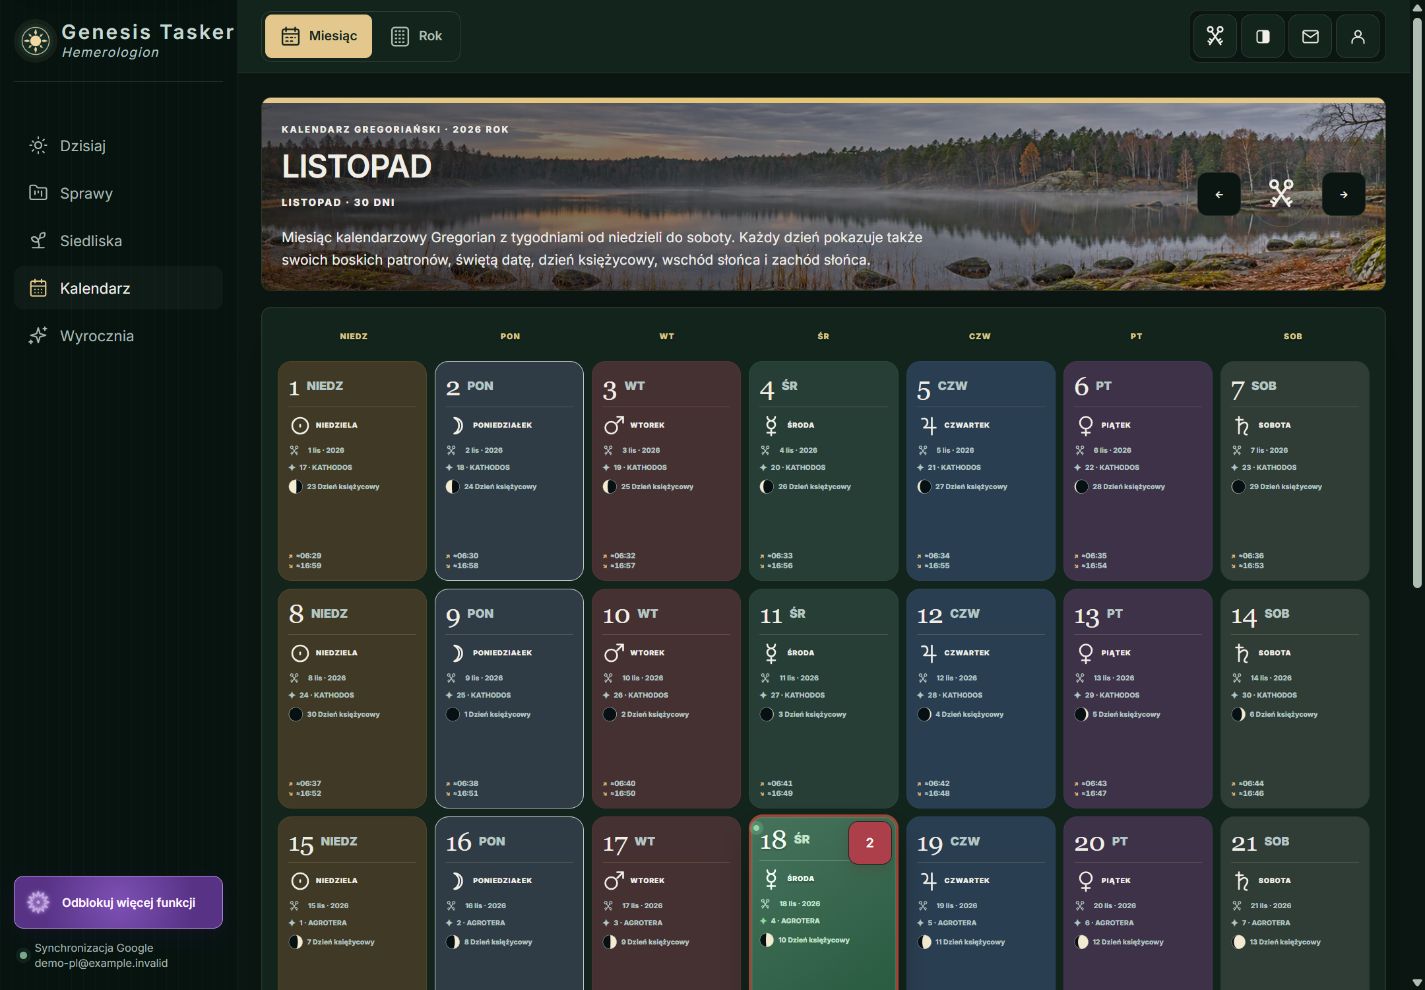 Genesis Tasker
Hemerologion
Dzisiaj
Sprawy
Siedliska
Kalendarz
Wyrocznia
Odblokuj więcej funkcji
Synchronizacja Google
demo-pl@example.invalid
Miesiąc
Rok
KALENDARZ GREGORIAŃSKI · 2026 ROK
LISTOPAD
LISTOPAD · 30 DNI
Miesiąc kalendarzowy Gregorian z tygodniami od niedzieli do soboty. Każdy dzień pokazuje także
swoich boskich patronów, świętą datę, dzień księżycowy, wschód słońca i zachód słońca.
← →
NIEDZ PON WT ŚR CZW PT SOB
1 NIEDZ
NIEDZIELA
1 lis · 2026
17 · KATHODOS
23 Dzień księżycowy
≈06:29
≈16:59
2 PON
PONIEDZIAŁEK
2 lis · 2026
18 · KATHODOS
24 Dzień księżycowy
≈06:30
≈16:58
3 WT
WTOREK
3 lis · 2026
19 · KATHODOS
25 Dzień księżycowy
≈06:32
≈16:57
4 ŚR
ŚRODA
4 lis · 2026
20 · KATHODOS
26 Dzień księżycowy
≈06:33
≈16:56
5 CZW
CZWARTEK
5 lis · 2026
21 · KATHODOS
27 Dzień księżycowy
≈06:34
≈16:55
6 PT
PIĄTEK
6 lis · 2026
22 · KATHODOS
28 Dzień księżycowy
≈06:35
≈16:54
7 SOB
SOBOTA
7 lis · 2026
23 · KATHODOS
29 Dzień księżycowy
≈06:36
≈16:53
8 NIEDZ
NIEDZIELA
8 lis · 2026
24 · KATHODOS
30 Dzień księżycowy
≈06:37
≈16:52
9 PON
PONIEDZIAŁEK
9 lis · 2026
25 · KATHODOS
1 Dzień księżycowy
≈06:38
≈16:51
10 WT
WTOREK
10 lis · 2026
26 · KATHODOS
2 Dzień księżycowy
≈06:40
≈16:50
11 ŚR
ŚRODA
11 lis · 2026
27 · KATHODOS
3 Dzień księżycowy
≈06:41
≈16:49
12 CZW
CZWARTEK
12 lis · 2026
28 · KATHODOS
4 Dzień księżycowy
≈06:42
≈16:48
13 PT
PIĄTEK
13 lis · 2026
29 · KATHODOS
5 Dzień księżycowy
≈06:43
≈16:47
14 SOB
SOBOTA
14 lis · 2026
30 · KATHODOS
6 Dzień księżycowy
≈06:44
≈16:46
15 NIEDZ
NIEDZIELA
15 lis · 2026
1 · AGROTERA
7 Dzień księżycowy
16 PON
PONIEDZIAŁEK
16 lis · 2026
2 · AGROTERA
8 Dzień księżycowy
17 WT
WTOREK
17 lis · 2026
3 · AGROTERA
9 Dzień księżycowy
18 ŚR
2
ŚRODA
18 lis · 2026
4 · AGROTERA
10 Dzień księżycowy
19 CZW
CZWARTEK
19 lis · 2026
5 · AGROTERA
11 Dzień księżycowy
20 PT
PIĄTEK
20 lis · 2026
6 · AGROTERA
12 Dzień księżycowy
21 SOB
SOBOTA
21 lis · 2026
7 · AGROTERA
13 Dzień księżycowy